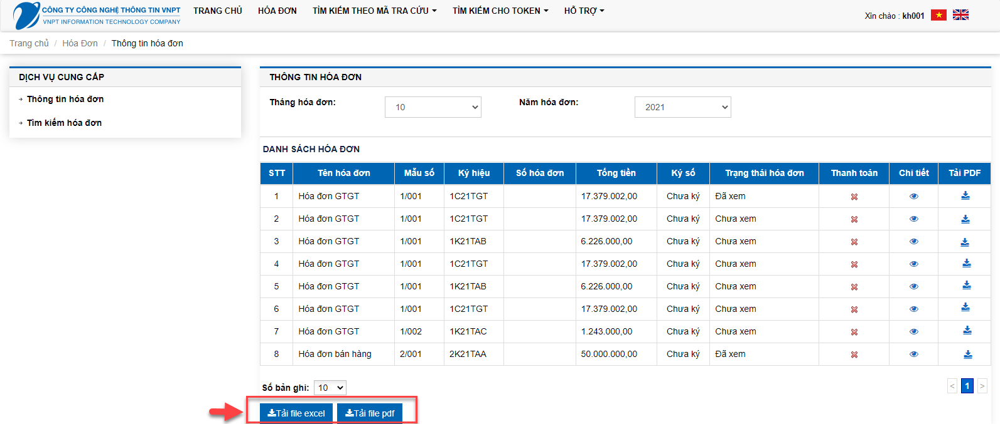 CÔNG TY CÔNG NGHỆ THÔNG TIN VNPT
VNPT INFORMATION TECHNOLOGY COMPANY
TRANG CHỦ HÓA ĐƠN TÌM KIẾM THEO MÃ TRA CỨU TÌM KIẾM CHO TOKEN HỖ TRỢ
Xin chào : kh001
Trang chủ / Hóa Đơn / Thông tin hóa đơn
DỊCH VỤ CUNG CẤP
Thông tin hóa đơn
Tìm kiếm hóa đơn
THÔNG TIN HÓA ĐƠN
Tháng hóa đơn: 10 Năm hóa đơn: 2021
DANH SÁCH HÓA ĐƠN
STT Tên hóa đơn Mẫu số Ký hiệu Số hóa đơn Tổng tiền Ký số Trạng thái hóa đơn Thanh toán Chi tiết Tải PDF
1 Hóa đơn GTGT 1/001 1C21TGT 17.379.002,00 Chưa ký Đã xem
2 Hóa đơn GTGT 1/001 1C21TGT 17.379.002,00 Chưa ký Chưa xem
3 Hóa đơn GTGT 1/001 1K21TAB 6.226.000,00 Chưa ký Chưa xem
4 Hóa đơn GTGT 1/001 1C21TGT 17.379.002,00 Chưa ký Chưa xem
5 Hóa đơn GTGT 1/001 1K21TAB 6.226.000,00 Chưa ký Chưa xem
6 Hóa đơn GTGT 1/001 1C21TGT 17.379.002,00 Chưa ký Chưa xem
7 Hóa đơn GTGT 1/002 1K21TAC 1.243.000,00 Chưa ký Chưa xem
8 Hóa đơn bán hàng 2/001 2K21TAA 50.000.000,00 Chưa ký Đã xem
Số bản ghi: 10
< 1 >
Tải file excel Tải file pdf